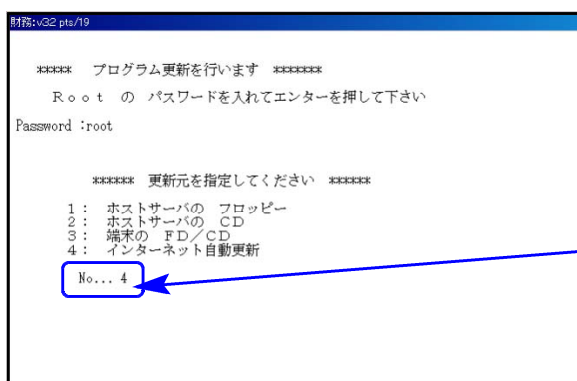 財務:v32 pts/19
***** プログラム更新を行います *******
Ｒｏｏｔ の パスワードを入れてエンターを押して下さい
Password :root
****** 更新元を指定してください ******
１： ホストサーバの フロッピー
２： ホストサーバの ＣＤ
３： 端末の ＦＤ／ＣＤ
４： インターネット自動更新
No... 4